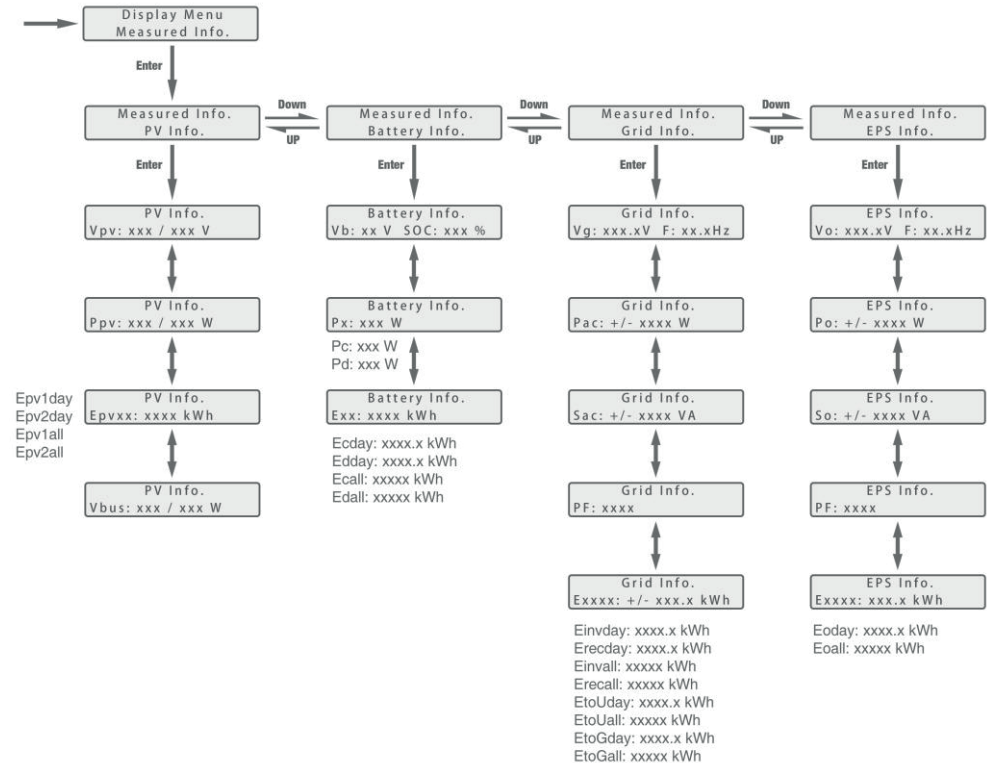 Display Menu
Measured Info.
Enter
Measured Info.
PV Info.
Down
UP
Measured Info.
Battery Info.
Down
UP
Measured Info.
Grid Info.
Down
UP
Measured Info.
EPS Info.
Enter
Enter
Enter
Enter
PV Info.
Vpv: xxx / xxx V
Battery Info.
Vb: xx V SOC: xxx %
Grid Info.
Vg: xxx.xV F: xx.xHz
EPS Info.
Vo: xxx.xV F: xx.xHz
PV Info.
Ppv: xxx / xxx W
Battery Info.
Px: xxx W
Pc: xxx W
Pd: xxx W
Grid Info.
Pac: +/- xxxx W
EPS Info.
Po: +/- xxxx W
Epv1day
Epv2day
Epv1all
Epv2all
PV Info.
Epvxx: xxxx kWh
Battery Info.
Exx: xxxx kWh
Ecday: xxxx.x kWh
Edday: xxxx.x kWh
Ecall: xxxxx kWh
Edall: xxxxx kWh
Grid Info.
Sac: +/- xxxx VA
EPS Info.
So: +/- xxxx VA
PV Info.
Vbus: xxx / xxx W
Grid Info.
PF: xxxx
EPS Info.
PF: xxxx
Grid Info.
Exxxx: +/- xxx.x kWh
Einvday: xxxx.x kWh
Erecday: xxxx.x kWh
Einvall: xxxxx kWh
Erecall: xxxxx kWh
EtoUday: xxxx.x kWh
EtoUall: xxxxx kWh
EtoGday: xxxx.x kWh
EtoGall: xxxxx kWh
EPS Info.
Exxxx: xxx.x kWh
Eoday: xxxx.x kWh
Eoall: xxxxx kWh